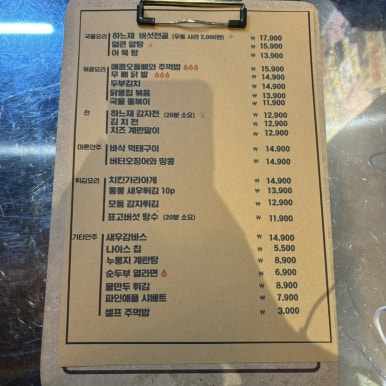 국물요리 하느재 버섯전골 (우동 사리 2,000원) ₩ 17,900
얼큰 알탕 ₩ 15,900
어묵탕 ₩ 13,900
볶음요리 매콤오돌뼈와 주먹밥 ₩ 15,900
무뼈 닭발 ₩ 14,900
두부김치 ₩ 14,900
닭똥집 볶음 ₩ 13,900
국물 떡볶이 ₩ 14,900
전 하느재 감자전 (20분 소요) ₩ 12,900
김치전 ₩ 12,900
치즈 계란말이 ₩ 12,900
마른안주 바삭 먹태구이 ₩ 14,900
버터오징어와 땅콩 ₩ 14,900
튀김요리 치킨가라아게 ₩ 14,900
통통 새우튀김 10p ₩ 13,900
모둠 감자튀김 ₩ 12,900
표고버섯 탕수 (20분 소요) ₩ 11,900
기타안주 새우감바스 ₩ 14,900
나이스 칩 ₩ 5,500
누룽지 계란탕 ₩ 8,900
순두부 열라면 ₩ 6,900
물만두 튀김 ₩ 8,900
파인애플 샤베트 ₩ 7,900
셀프 주먹밥 ₩ 3,000